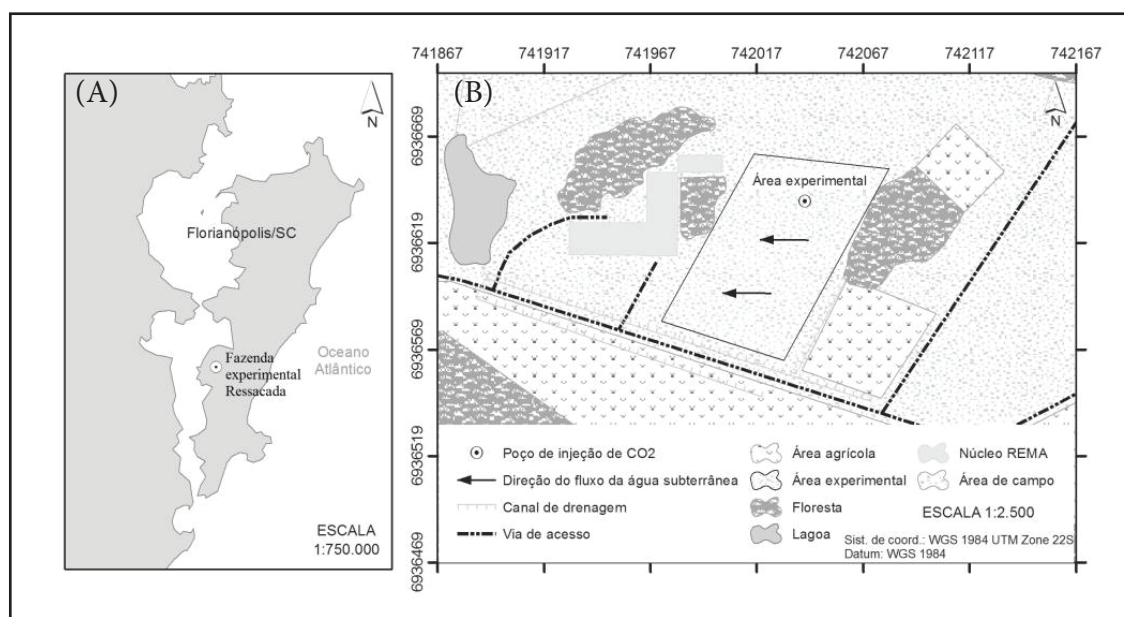 (A)
N
Florianópolis/SC
Oceano
Atlântico
Fazenda
experimental
Ressacada
ESCALA
1:750.000
741867 741917 741967 742017 742067 742117 742167
(B)
N
6936669
6936619
6936569
6936519
6936469
Área experimental
Poço de injeção de CO2
Direção do fluxo da água subterrânea
Canal de drenagem
Via de acesso
Área agrícola
Área experimental
Floresta
Lagoa
Núcleo REMA
Área de campo
ESCALA 1:2.500
Sist. de coord.: WGS 1984 UTM Zone 22S
Datum: WGS 1984